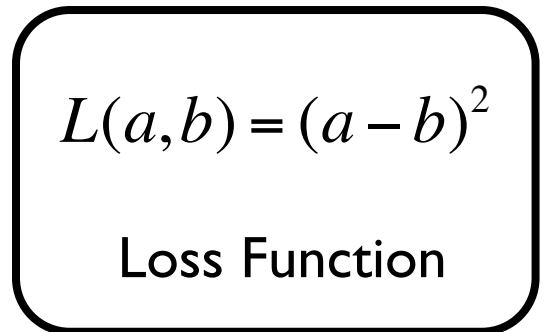 L(a,b) = (a − b)²
Loss Function